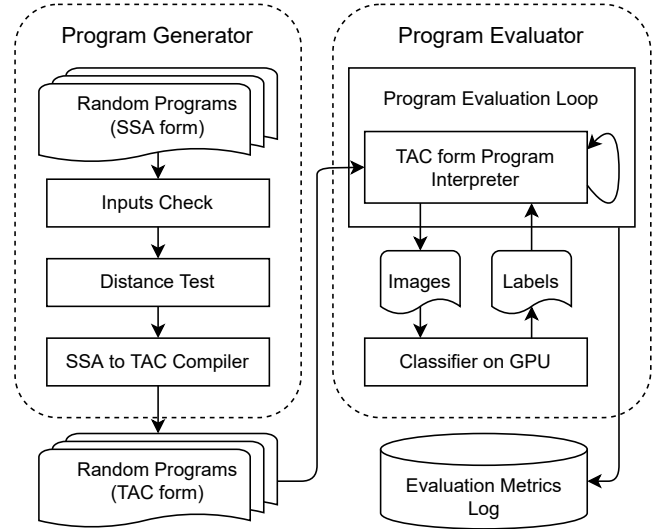 Program Generator
Random Programs
(SSA form)
Inputs Check
Distance Test
SSA to TAC Compiler
Random Programs
(TAC form)
Program Evaluator
Program Evaluation Loop
TAC form Program
Interpreter
Images
Labels
Classifier on GPU
Evaluation Metrics
Log